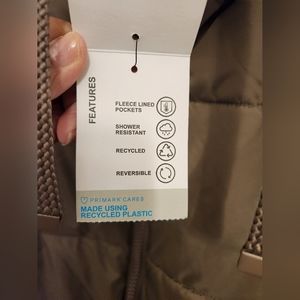 FEATURES
FLEECE LINED
POCKETS
SHOWER
RESISTANT
RECYCLED
REVERSIBLE
PRIMARK CARES
MADE USING
RECYCLED PLASTIC